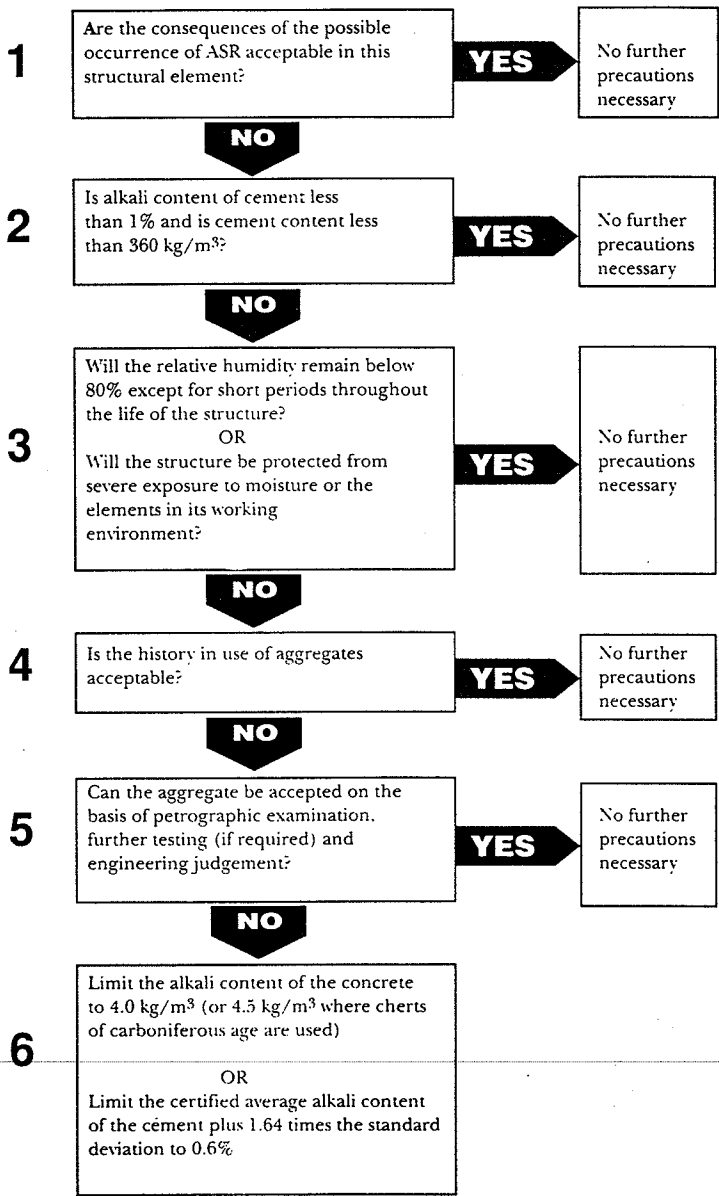 1
Are the consequences of the possible
occurrence of ASR acceptable in this
structural element?
YES
No further
precautions
necessary
NO
2
Is alkali content of cement less
than 1% and is cement content less
than 360 kg/m³?
YES
No further
precautions
necessary
NO
3
Will the relative humidity remain below
80% except for short periods throughout
the life of the structure?
OR
Will the structure be protected from
severe exposure to moisture or the
elements in its working
environment?
YES
No further
precautions
necessary
NO
4
Is the history in use of aggregates
acceptable?
YES
No further
precautions
necessary
NO
5
Can the aggregate be accepted on the
basis of petrographic examination,
further testing (if required) and
engineering judgement?
YES
No further
precautions
necessary
NO
6
Limit the alkali content of the concrete
to 4.0 kg/m³ (or 4.5 kg/m³ where cherts
of carboniferous age are used)
OR
Limit the certified average alkali content
of the cement plus 1.64 times the standard
deviation to 0.6%